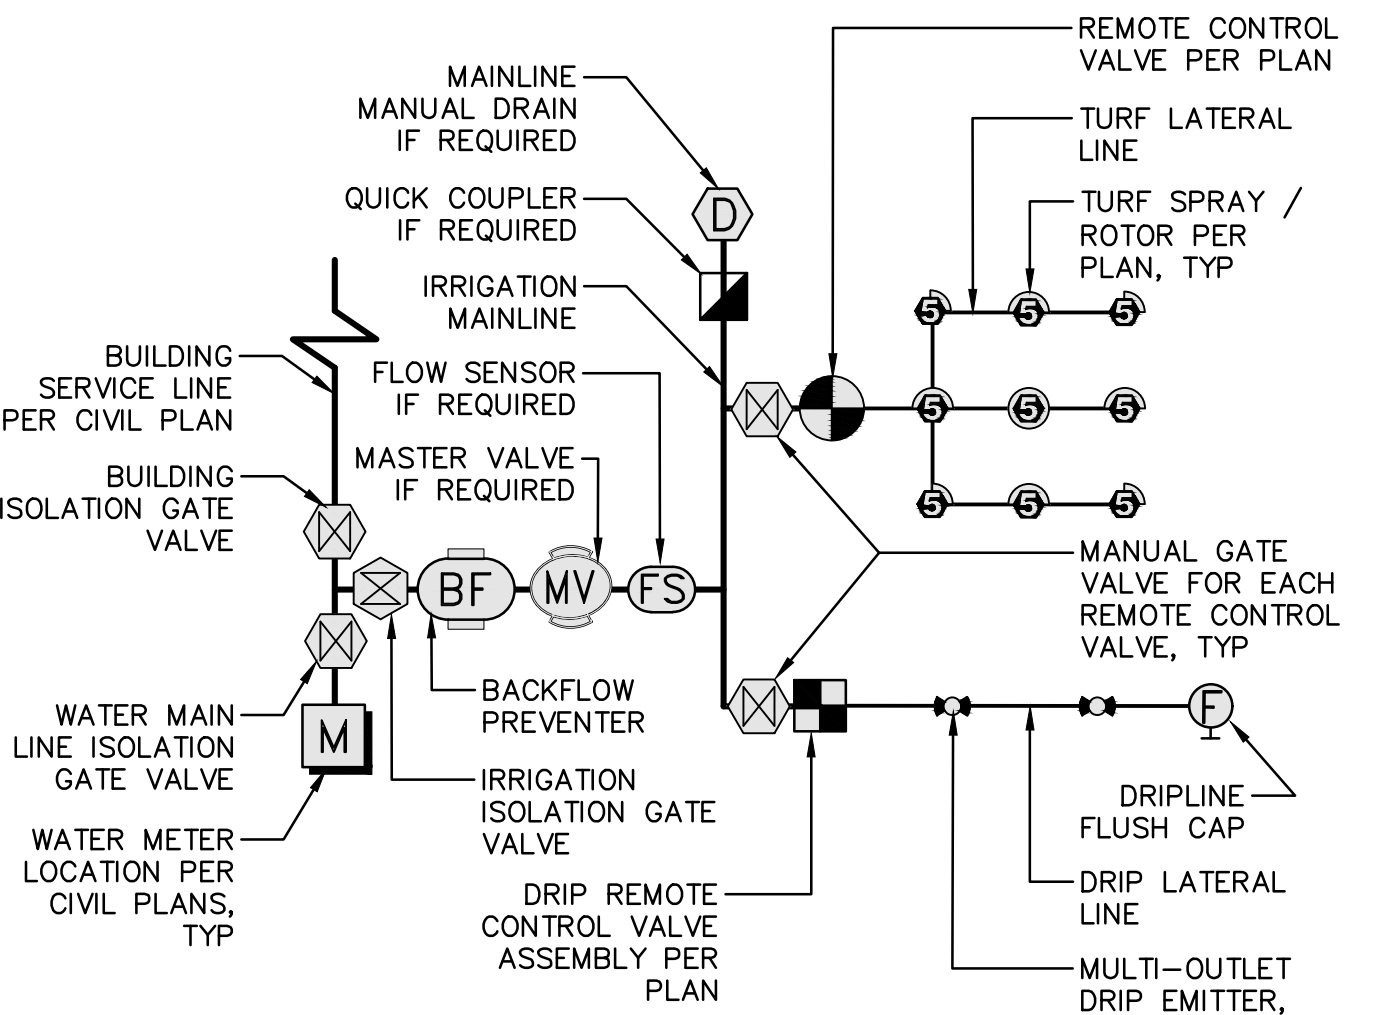 REMOTE CONTROL
VALVE PER PLAN
MAINLINE
MANUAL DRAIN
IF REQUIRED
TURF LATERAL
LINE
QUICK COUPLER
IF REQUIRED
TURF SPRAY /
ROTOR PER
PLAN, TYP
D
IRRIGATION
MAINLINE
5 5 5
BUILDING
SERVICE LINE
PER CIVIL PLAN
FLOW SENSOR
IF REQUIRED
5 5 5
MASTER VALVE
IF REQUIRED
BUILDING
ISOLATION GATE
VALVE
5 5 5
MANUAL GATE
VALVE FOR EACH
REMOTE CONTROL
VALVE, TYP
BF MV FS
BACKFLOW
PREVENTER
WATER MAIN
LINE ISOLATION
GATE VALVE
M
F
IRRIGATION
ISOLATION GATE
VALVE
DRIPLINE
FLUSH CAP
WATER METER
LOCATION PER
CIVIL PLANS,
TYP
DRIP REMOTE
CONTROL VALVE
ASSEMBLY PER
PLAN
DRIP LATERAL
LINE
MULTI-OUTLET
DRIP EMITTER,